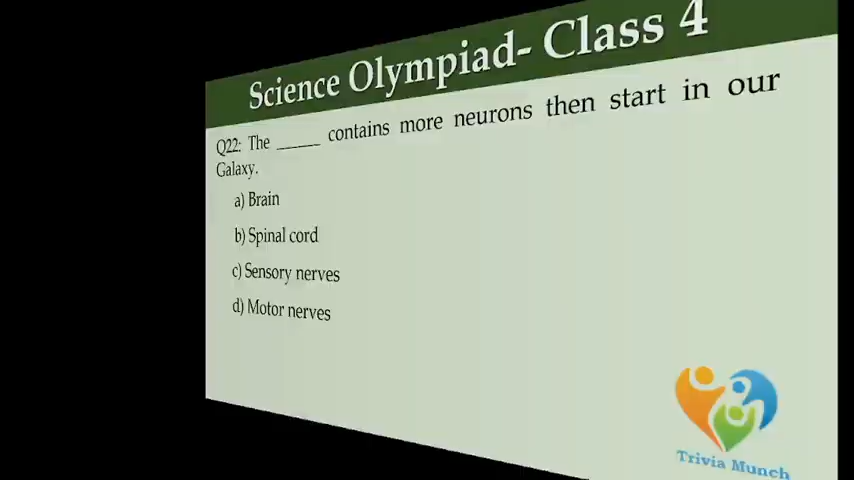 Science Olympiad- Class 4
Q22: The ______ contains more neurons then start in our
Galaxy.
a) Brain
b) Spinal cord
c) Sensory nerves
d) Motor nerves
Trivia Munch